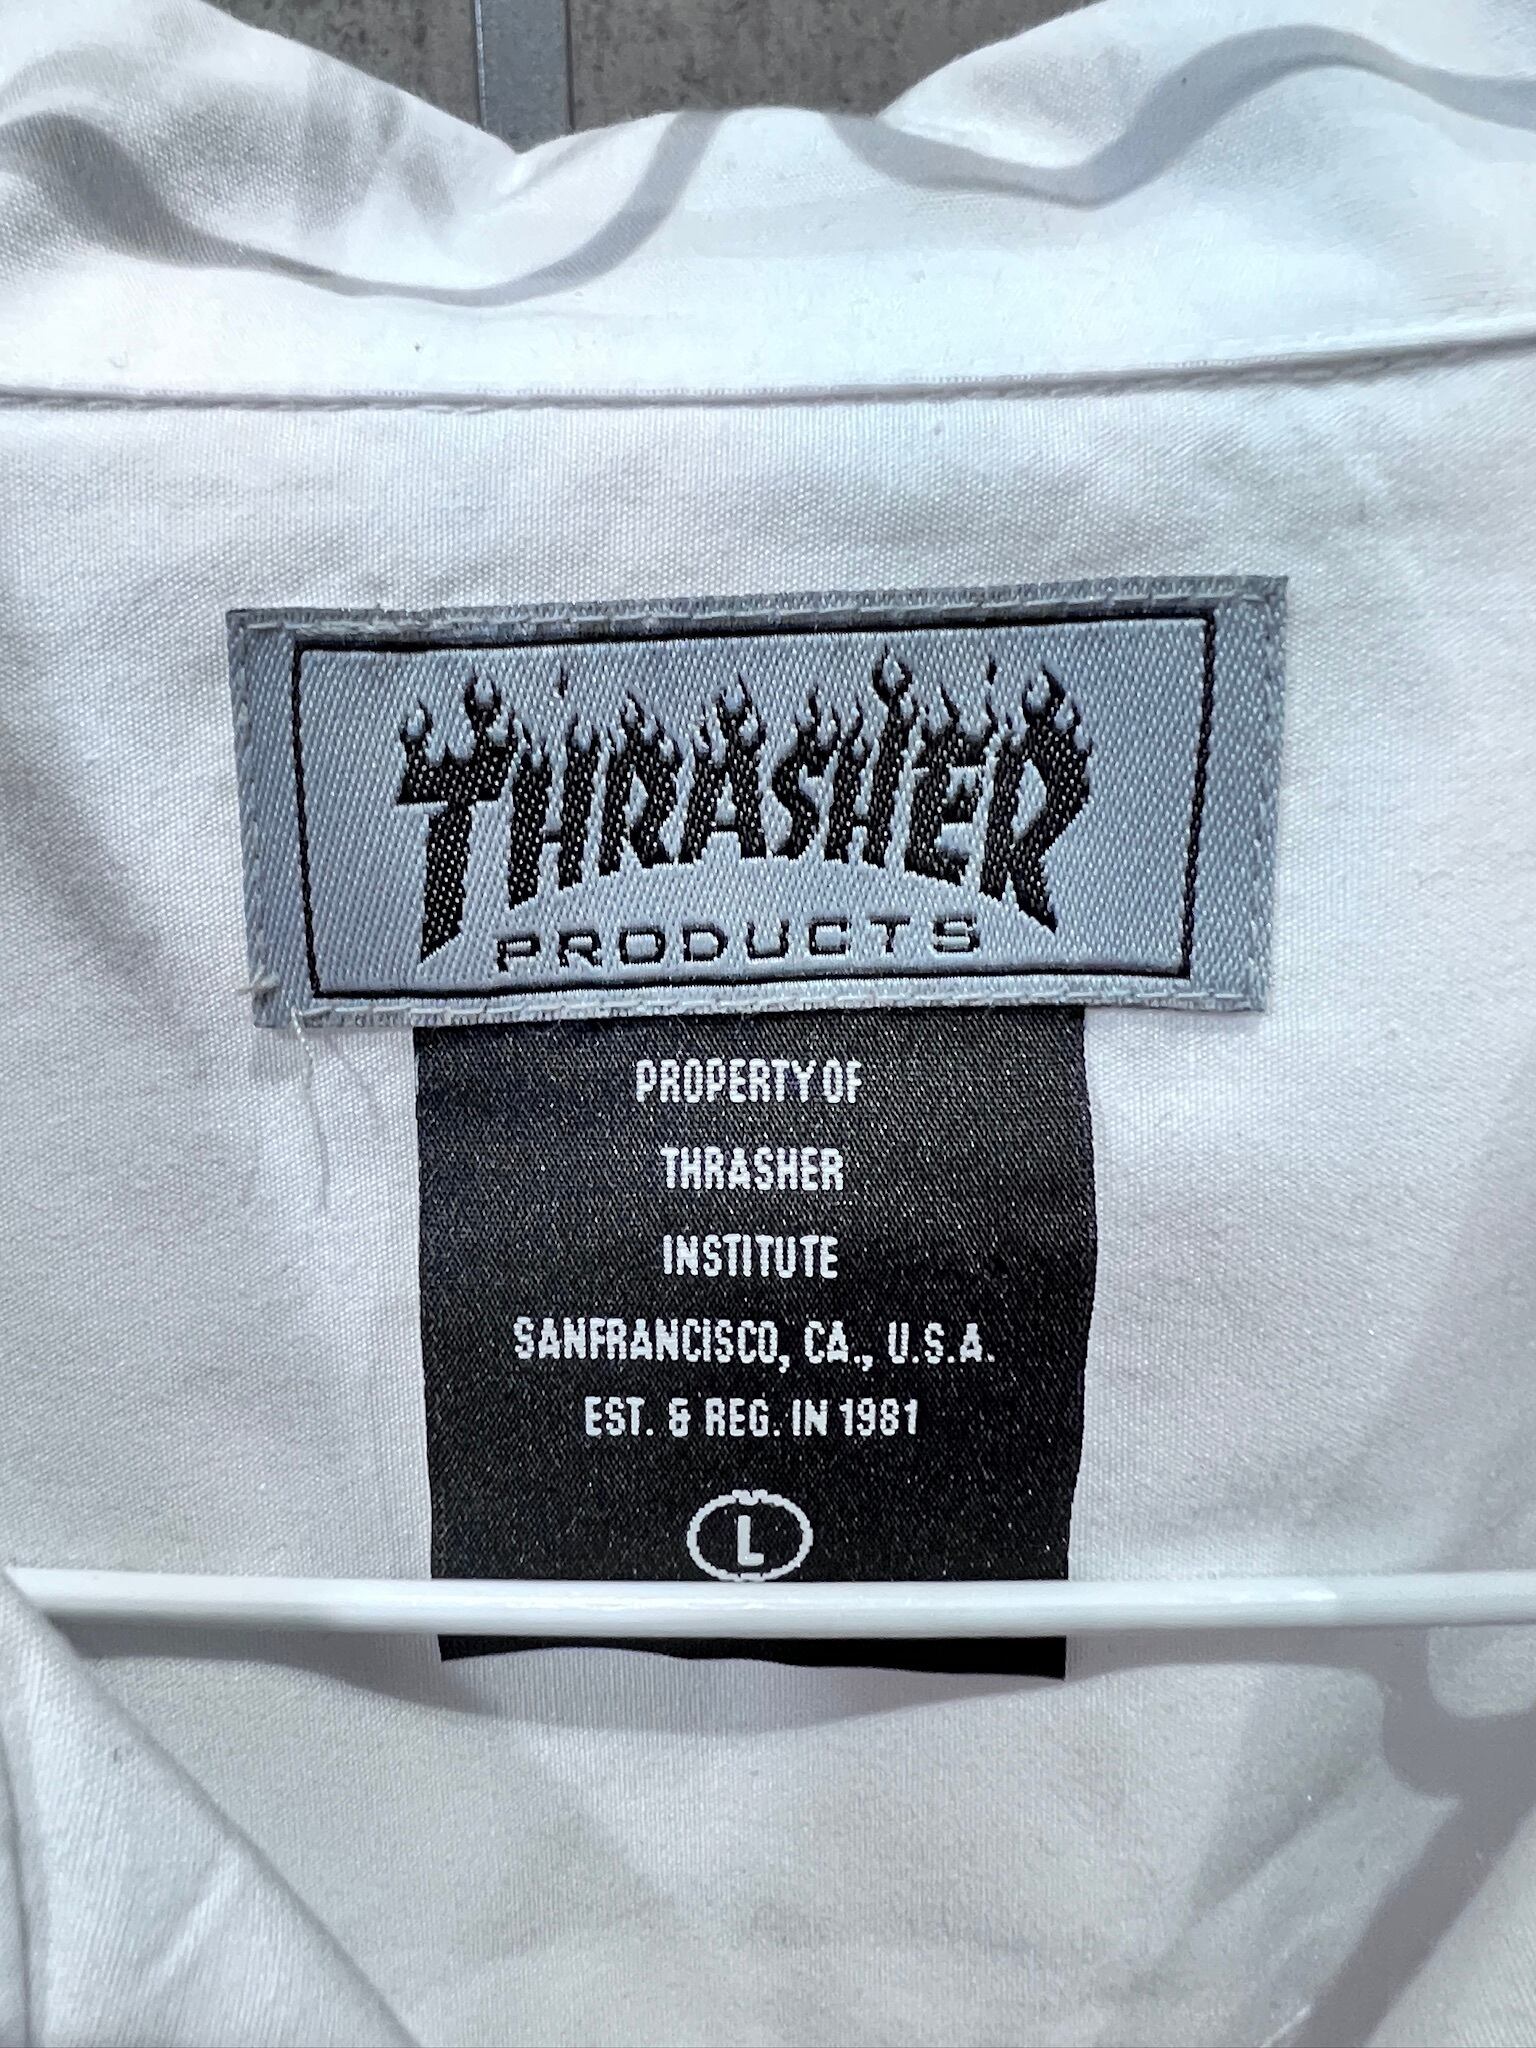 THRASHER
PRODUCTS
PROPERTY OF
THRASHER
INSTITUTE
SANFRANCISCO, CA., U.S.A.
EST. & REG. IN 1981
L